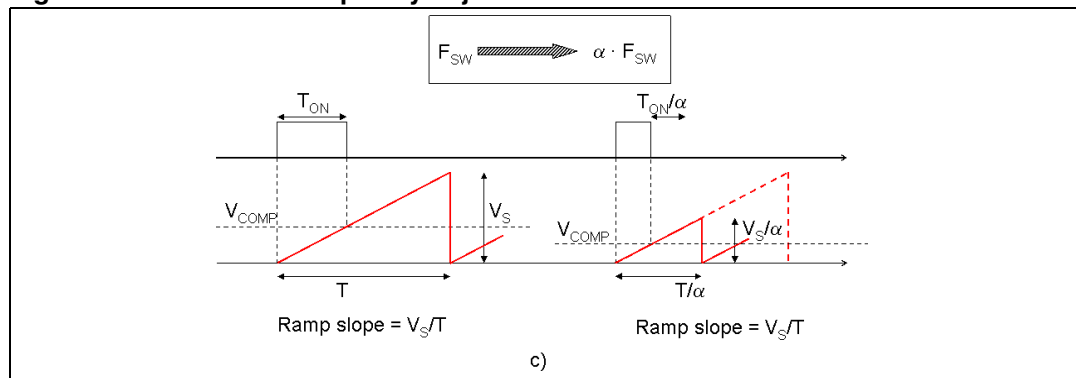 F_SW α · F_SW
T_ON T_ON/α
V_COMP V_S V_COMP V_S/α
T T/α
Ramp slope = V_S/T Ramp slope = V_S/T
c)